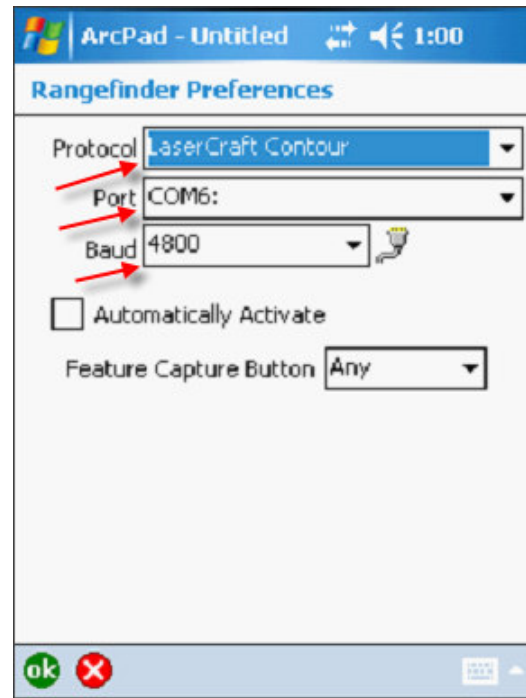 ArcPad - Untitled 1:00
Rangefinder Preferences
Protocol LaserCraft Contour
Port COM6:
Baud 4800
Automatically Activate
Feature Capture Button Any
ok